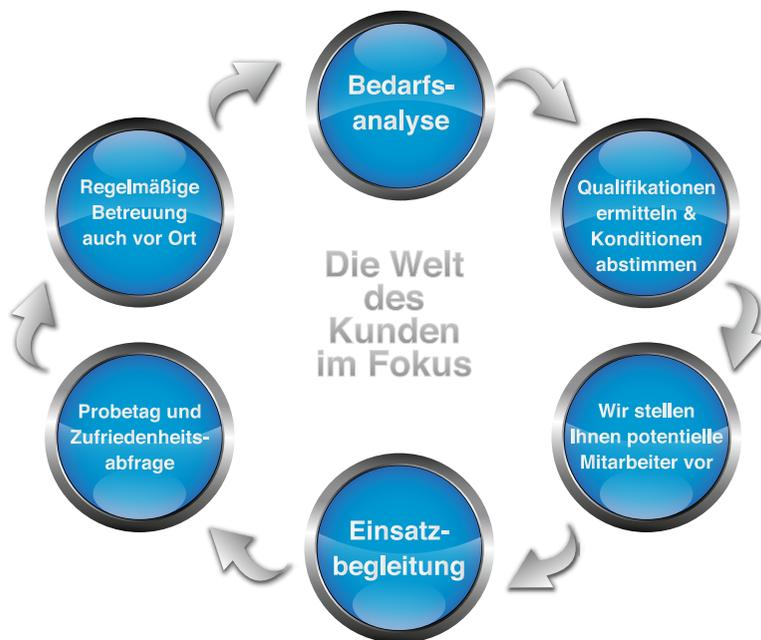 Bedarfs-
analyse
Qualifikationen
ermitteln &
Konditionen
abstimmen
Wir stellen
Ihnen potentielle
Mitarbeiter vor
Einsatz-
begleitung
Probetag und
Zufriedenheits-
abfrage
Regelmäßige
Betreuung
auch vor Ort
Die Welt
des
Kunden
im Fokus